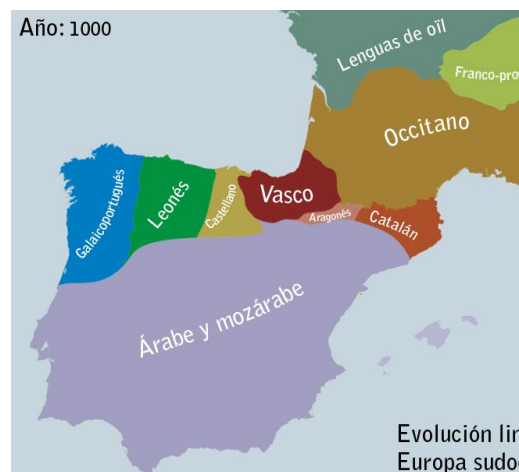 Año: 1000
Lenguas de oïl
Franco-prov
Occitano
Galaicoportugués
Leonés
Castellano
Vasco
Aragonés
Catalán
Árabe y mozárabe
Evolución lin
Europa sudo